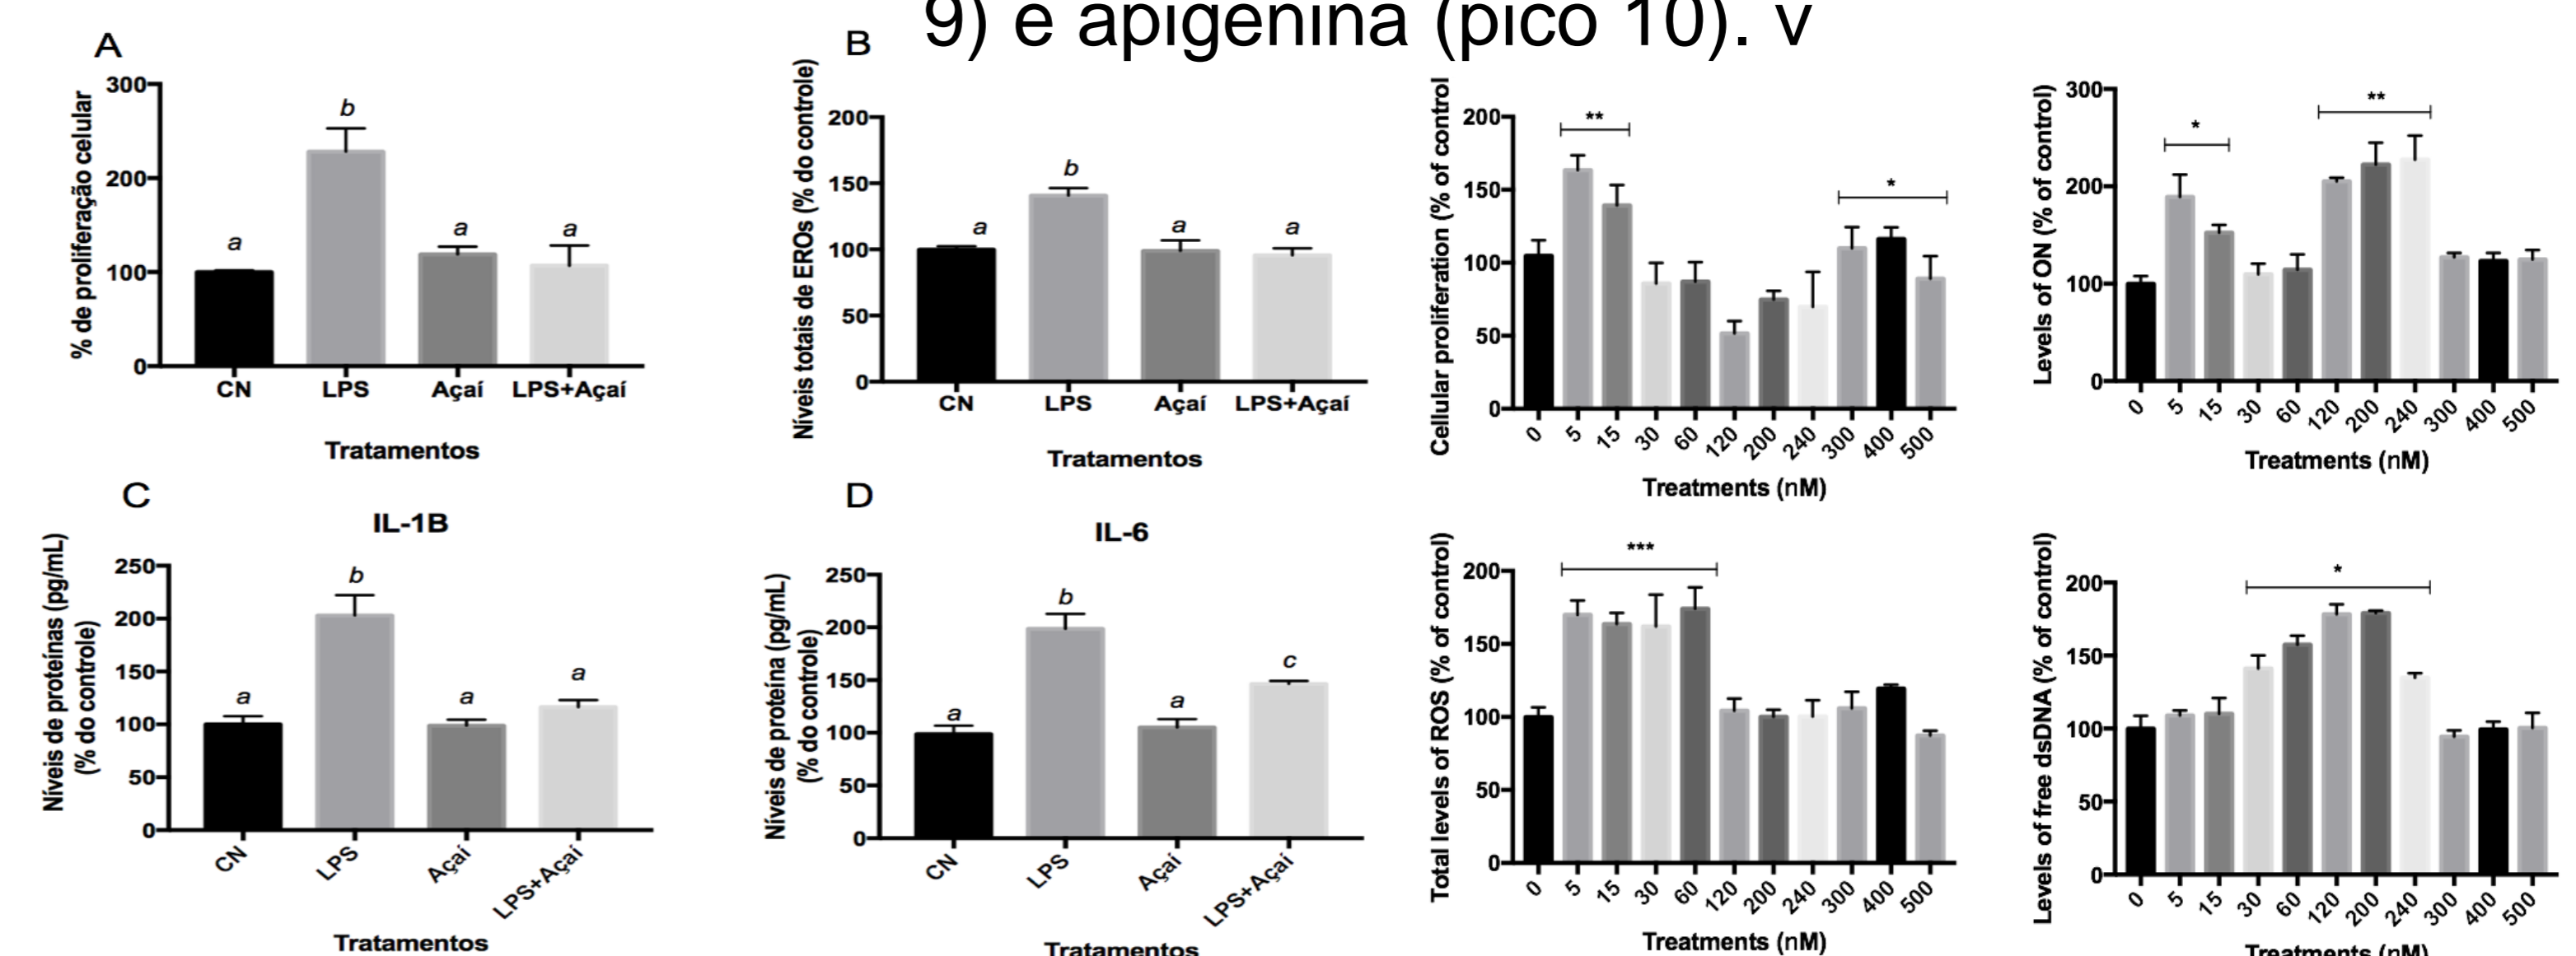 9) e apigenina (pico 10). v
A
% de proliferação celular
300
200
100
0
a
b
a
a
CN LPS Açaí LPS+Açaí
Tratamentos
B
Níveis totais de EROs (% do controle)
200
150
100
50
0
a
b
a
a
CN LPS Açaí LPS+Açaí
Tratamentos
Cellular proliferation (% of control
200
150
100
50
0
**
*
0 5 15 30 60 120 200 240 300 400 500
Treatments (nM)
Levels of ON (% of control)
300
200
100
0
*
**
0 5 15 30 60 120 200 240 300 400 500
Treatments (nM)
C
IL-1B
Níveis de proteínas (pg/mL)
(% do controle)
250
200
150
100
50
0
a
b
a
a
CN LPS Açaí LPS+Açaí
Tratamentos
D
IL-6
Níveis de proteína (pg/mL)
(% do controle)
250
200
150
100
50
0
a
b
a
c
CN LPS Açaí LPS+Açaí
Tratamentos
Total levels of ROS (% of control)
200
150
100
50
0
***
0 5 15 30 60 120 200 240 300 400 500
Treatments (nM)
Levels of free dsDNA (% of control)
200
150
100
50
0
*
0 5 15 30 60 120 200 240 300 400 500
Treatments (nM)